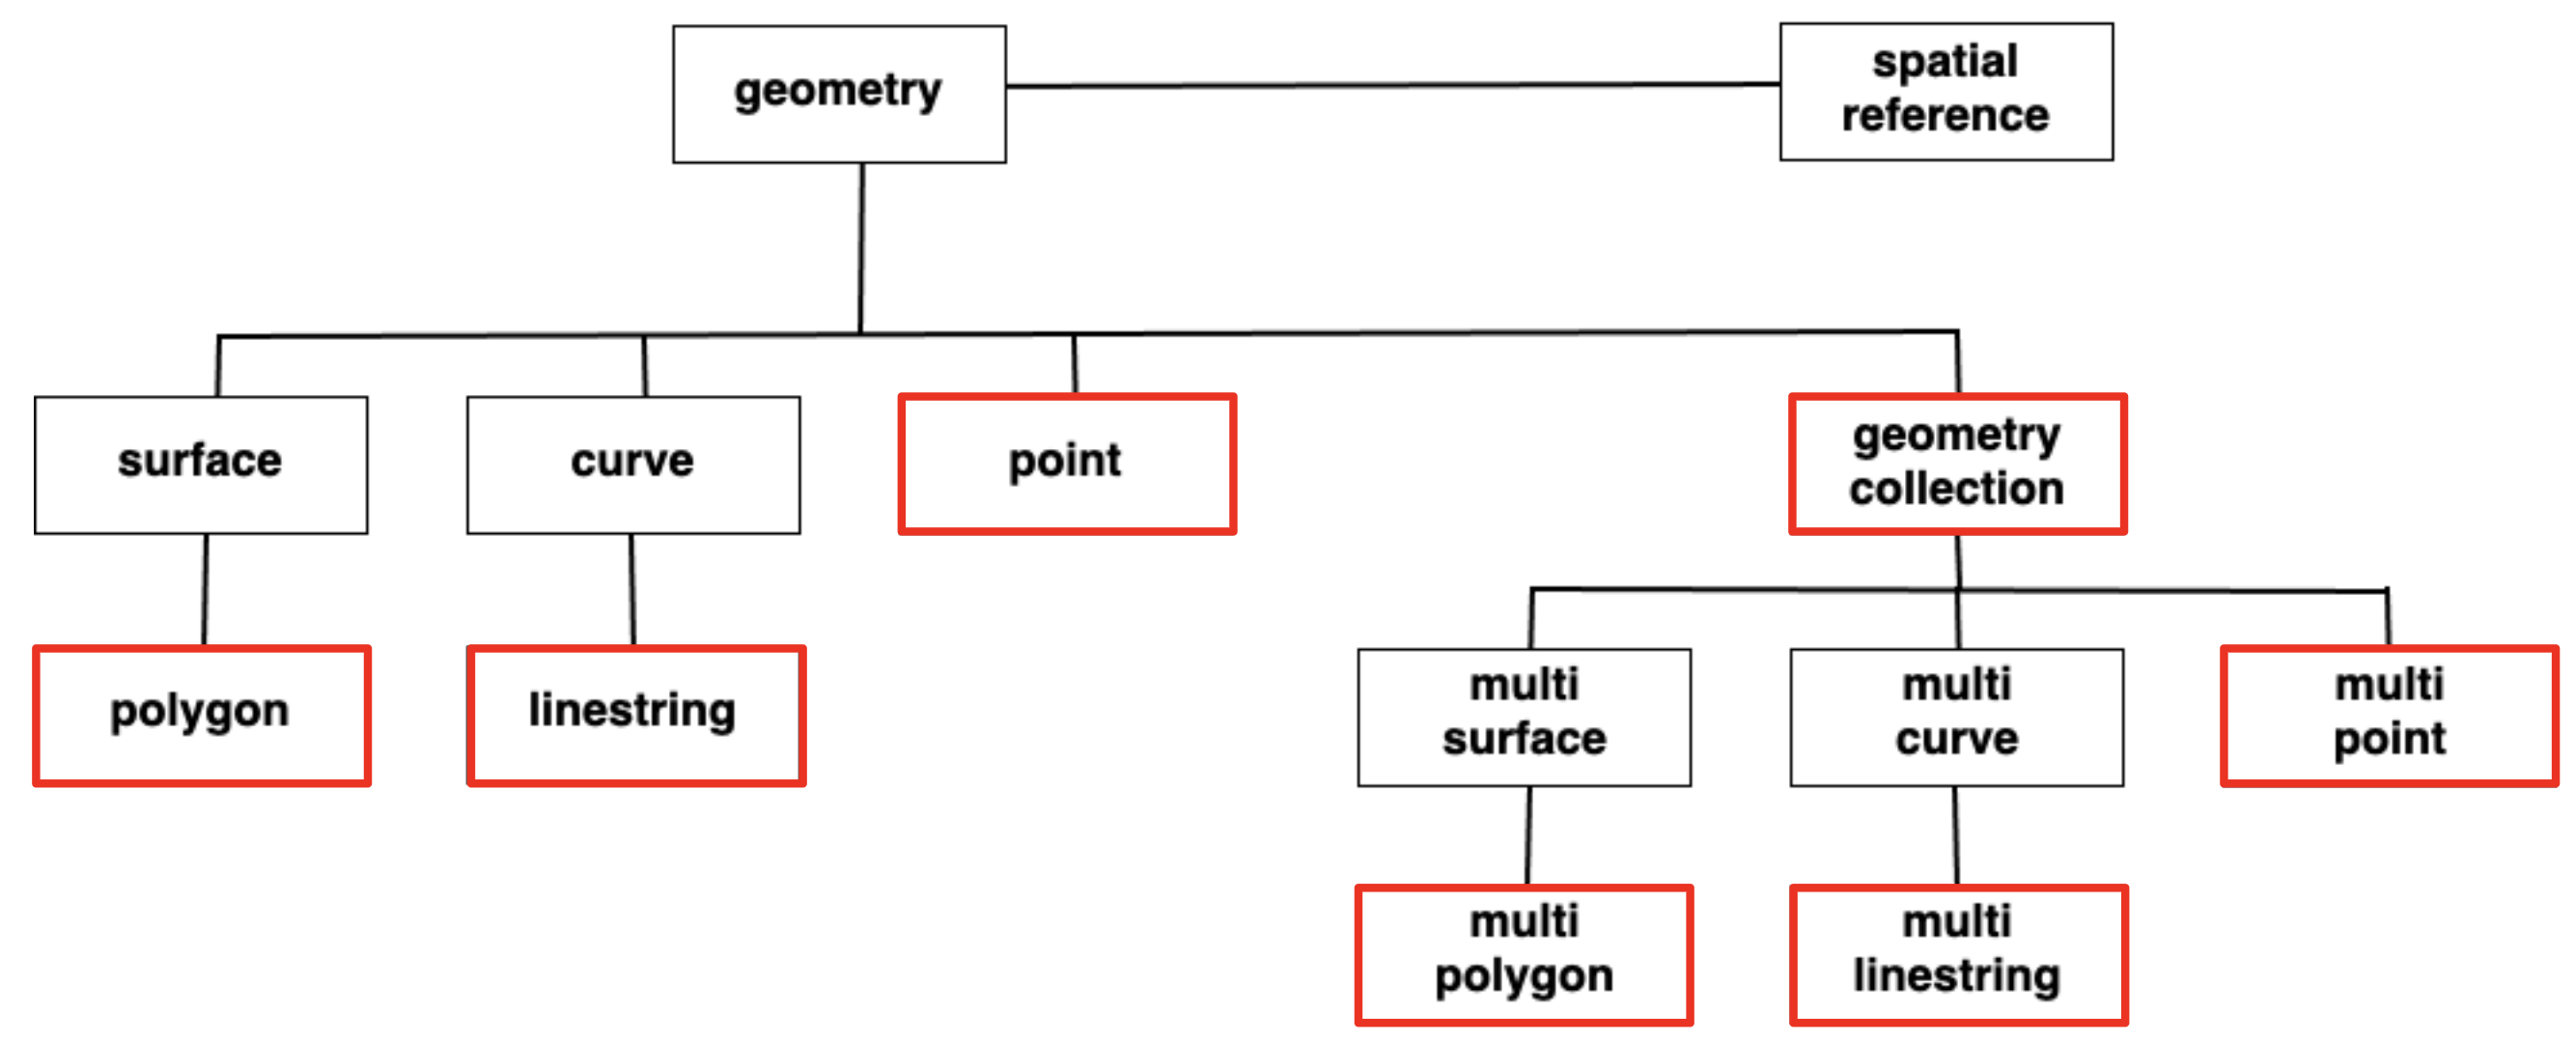 geometry
spatial
reference
surface
curve
point
geometry
collection
polygon
linestring
multi
surface
multi
curve
multi
point
multi
polygon
multi
linestring